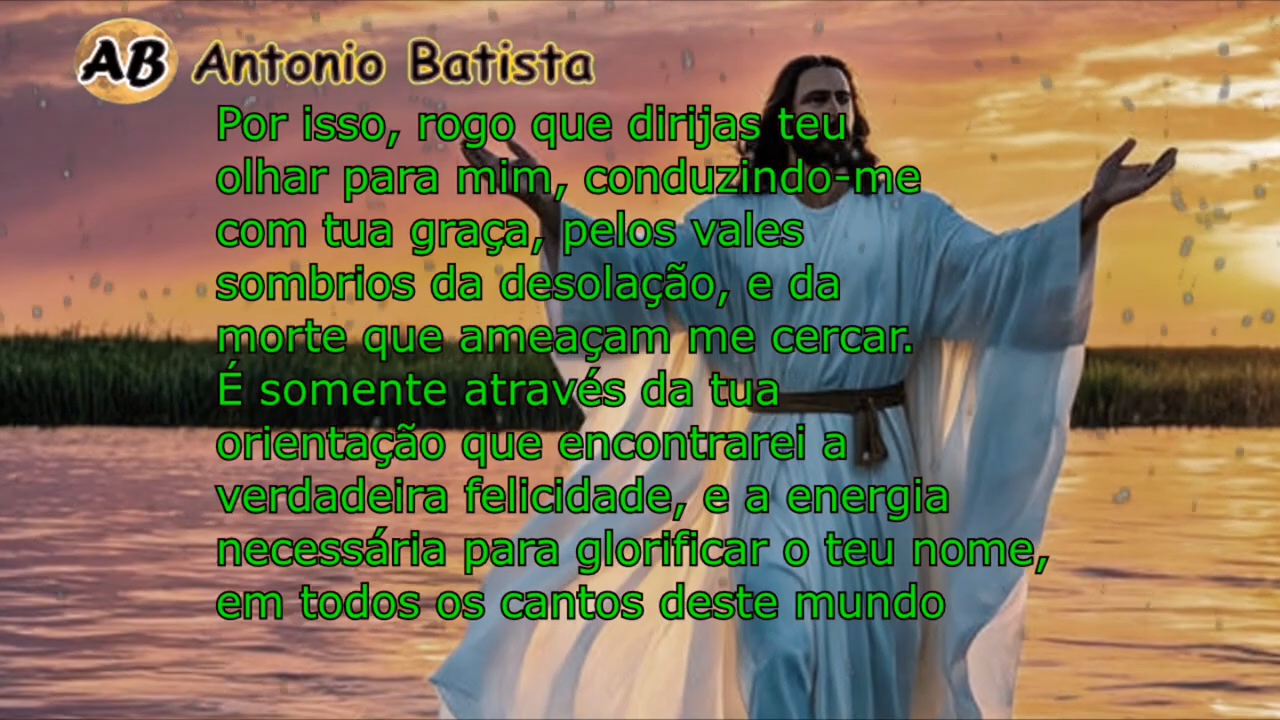 AB Antonio Batista
Por isso, rogo que dirijas teu
olhar para mim, conduzindo-me
com tua graça, pelos vales
sombrios da desolação, e da
morte que ameaçam me cercar.
É somente através da tua
orientação que encontrarei a
verdadeira felicidade, e a energia
necessária para glorificar o teu nome,
em todos os cantos deste mundo